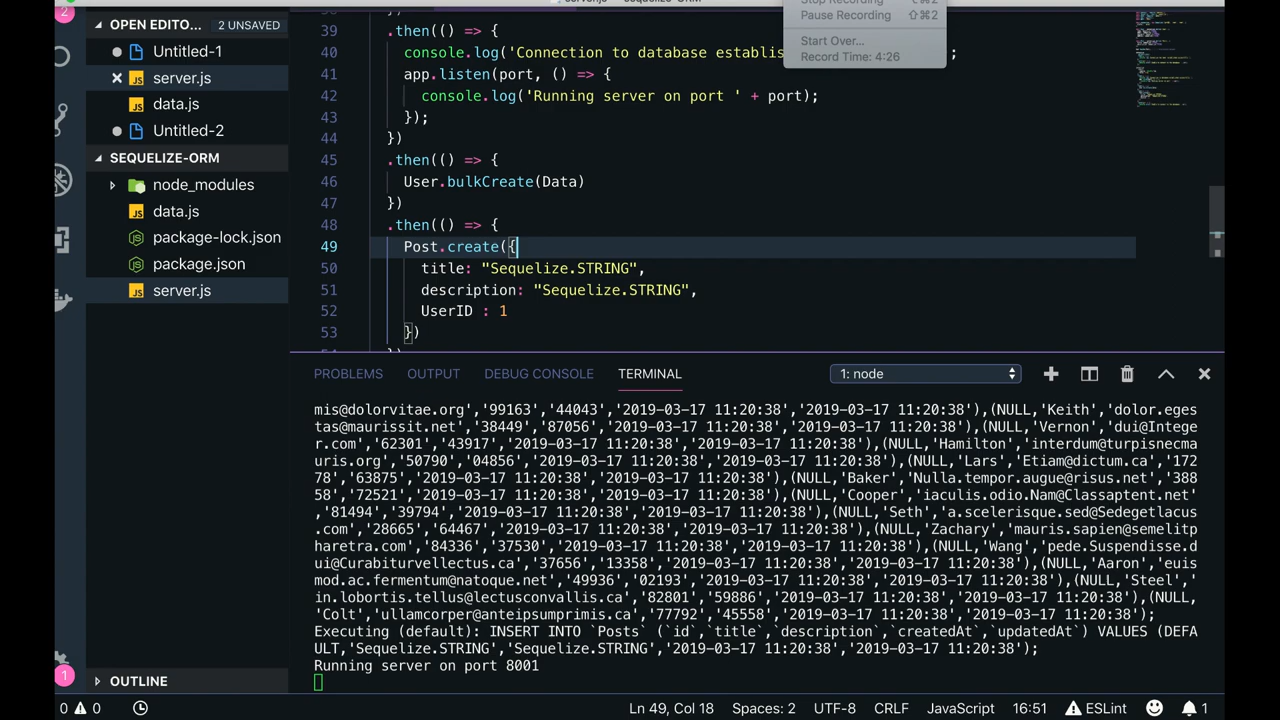 Stop Recording ⌃⌘2
Pause Recording ⇧⌘2
Start Over...
Record Time: 4:26
OPEN EDITO... 2 UNSAVED
Untitled-1
server.js
data.js
Untitled-2
SEQUELIZE-ORM
node_modules
data.js
package-lock.json
package.json
server.js
OUTLINE
39 .then(() => {
40 console.log('Connection to database establis ;
41 app.listen(port, () => {
42 console.log('Running server on port ' + port);
43 });
44 })
45 .then(() => {
46 User.bulkCreate(Data)
47 })
48 .then(() => {
49 Post.create({
50 title: "Sequelize.STRING",
51 description: "Sequelize.STRING",
52 UserID : 1
53 })
PROBLEMS OUTPUT DEBUG CONSOLE TERMINAL 1: node
mis@dolorvitae.org','99163','44043','2019-03-17 11:20:38','2019-03-17 11:20:38'),(NULL,'Keith','dolor.eges
tas@maurissit.net','38449','87056','2019-03-17 11:20:38','2019-03-17 11:20:38'),(NULL,'Vernon','dui@Intege
r.com','62301','43917','2019-03-17 11:20:38','2019-03-17 11:20:38'),(NULL,'Hamilton','interdum@turpisnecma
uris.org','50790','04856','2019-03-17 11:20:38','2019-03-17 11:20:38'),(NULL,'Lars','Etiam@dictum.ca','172
78','63875','2019-03-17 11:20:38','2019-03-17 11:20:38'),(NULL,'Baker','Nulla.tempor.augue@risus.net','388
58','72521','2019-03-17 11:20:38','2019-03-17 11:20:38'),(NULL,'Cooper','iaculis.odio.Nam@Classaptent.net'
,'81494','39794','2019-03-17 11:20:38','2019-03-17 11:20:38'),(NULL,'Seth','a.scelerisque.sed@Sedegetlacus
.com','28665','64467','2019-03-17 11:20:38','2019-03-17 11:20:38'),(NULL,'Zachary','mauris.sapien@semelitp
haretra.com','84336','37530','2019-03-17 11:20:38','2019-03-17 11:20:38'),(NULL,'Wang','pede.Suspendisse.d
ui@Curabiturvellectus.ca','37656','13358','2019-03-17 11:20:38','2019-03-17 11:20:38'),(NULL,'Aaron','euis
mod.ac.fermentum@natoque.net','49936','02193','2019-03-17 11:20:38','2019-03-17 11:20:38'),(NULL,'Steel','
in.lobortis.tellus@lectusconvallis.ca','82801','59886','2019-03-17 11:20:38','2019-03-17 11:20:38'),(NULL,
'Colt','ullamcorper@anteipsumprimis.ca','77792','45558','2019-03-17 11:20:38','2019-03-17 11:20:38');
Executing (default): INSERT INTO `Posts` (`id`,`title`,`description`,`createdAt`,`updatedAt`) VALUES (DEFA
ULT,'Sequelize.STRING','Sequelize.STRING','2019-03-17 11:20:38','2019-03-17 11:20:38');
Running server on port 8001
0 0 Ln 49, Col 18 Spaces: 2 UTF-8 CRLF JavaScript 16:51 ESLint 1